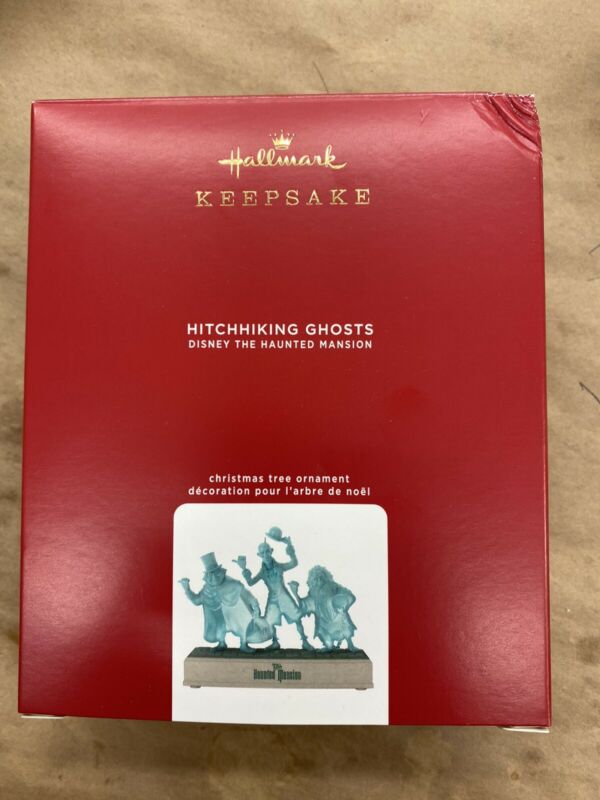 Hallmark
KEEPSAKE
HITCHHIKING GHOSTS
DISNEY THE HAUNTED MANSION
christmas tree ornament
décoration pour l'arbre de noël
The
Haunted Mansion